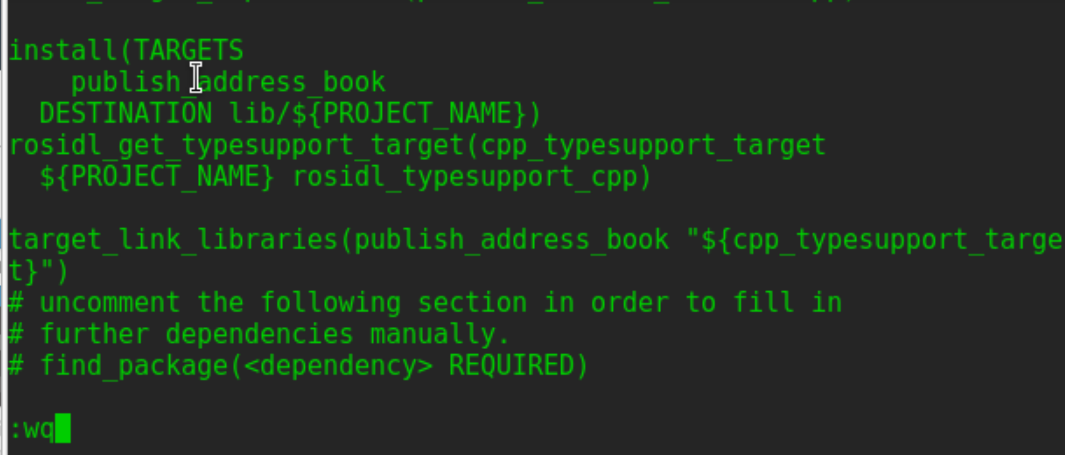 install(TARGETS
    publish_address_book
  DESTINATION lib/${PROJECT_NAME})
rosidl_get_typesupport_target(cpp_typesupport_target
  ${PROJECT_NAME} rosidl_typesupport_cpp)
target_link_libraries(publish_address_book "${cpp_typesupport_targe
t}")
# uncomment the following section in order to fill in
# further dependencies manually.
# find_package(<dependency> REQUIRED)
:wq